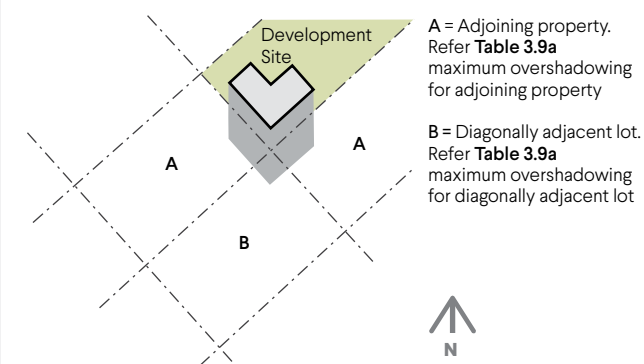 Development
Site
A = Adjoining property.
Refer Table 3.9a
maximum overshadowing
for adjoining property
A
A
B = Diagonally adjacent lot.
Refer Table 3.9a
maximum overshadowing
for diagonally adjacent lot
B
N